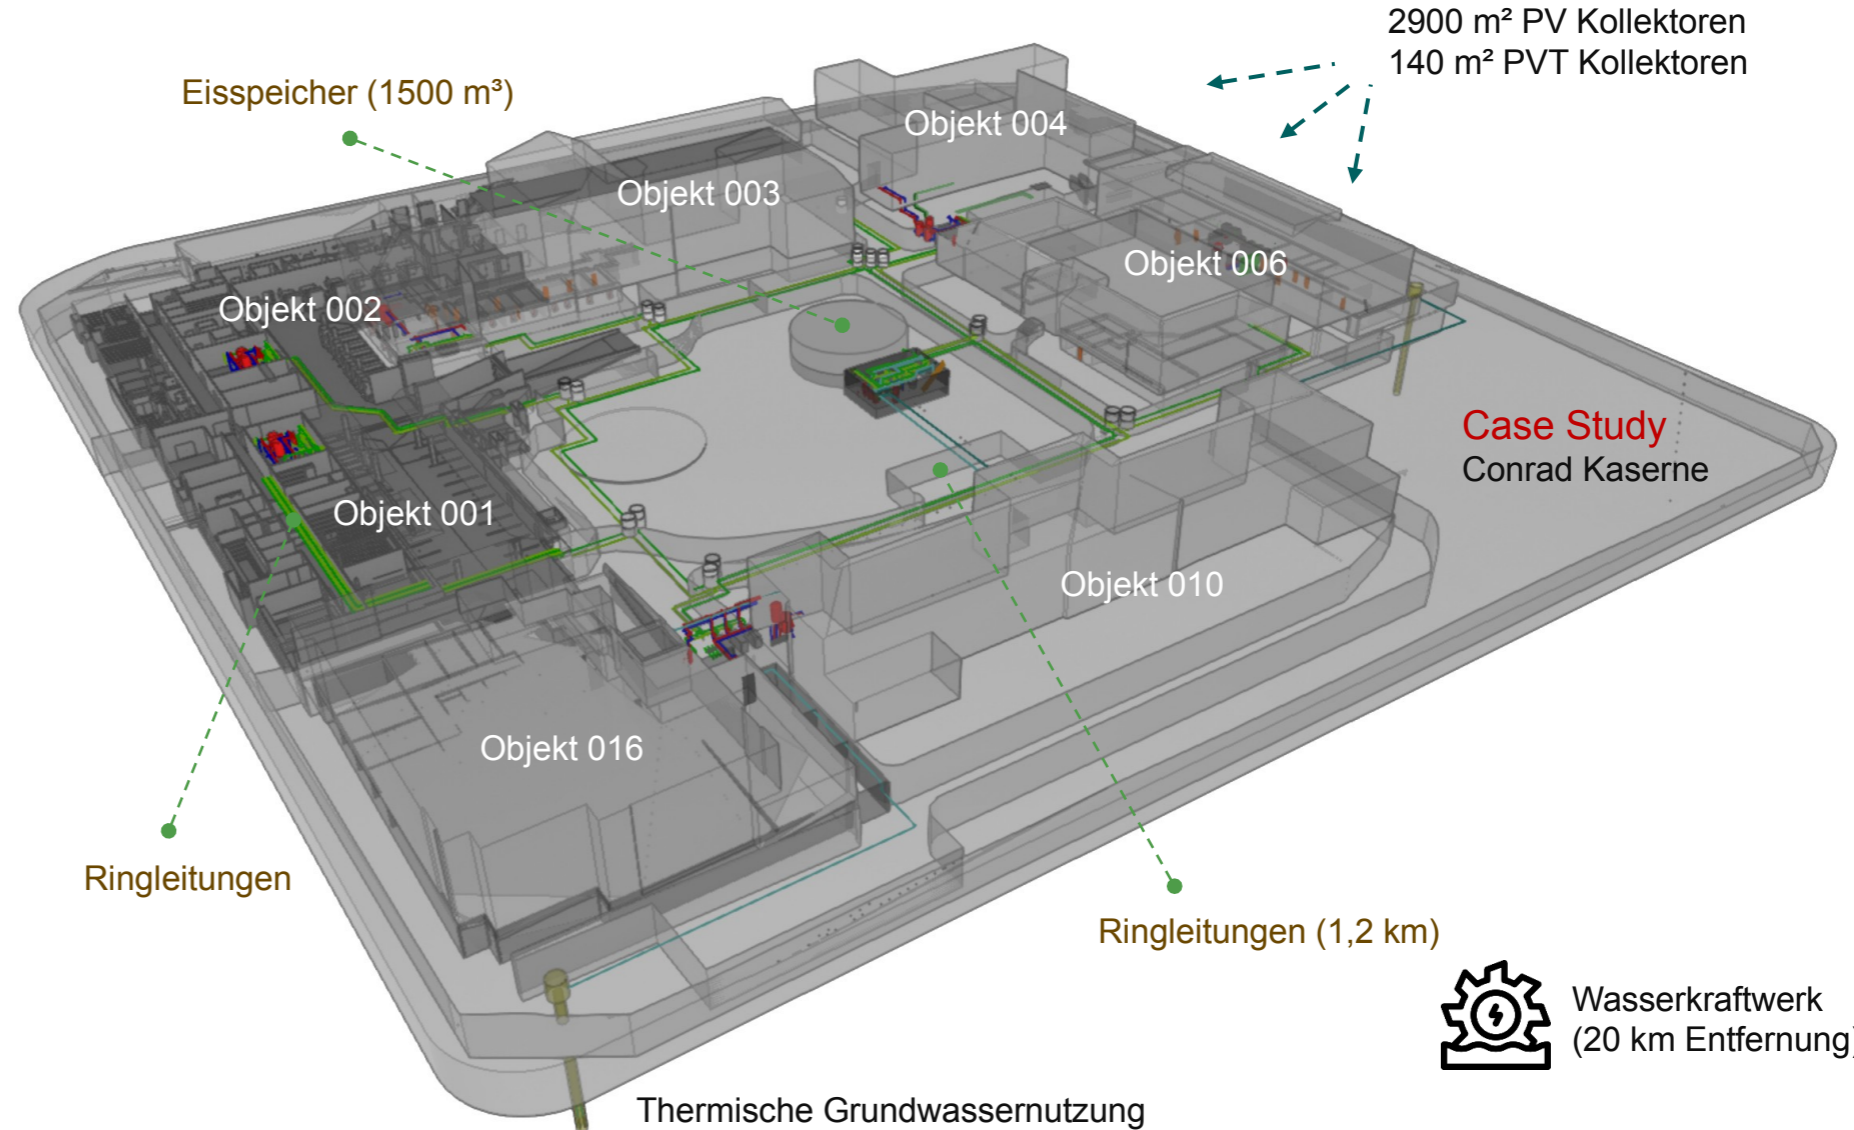 2900 m² PV Kollektoren
140 m² PVT Kollektoren
Eisspeicher (1500 m³)
Objekt 004
Objekt 003
Objekt 006
Objekt 002
Case Study
Conrad Kaserne
Objekt 001
Objekt 010
Objekt 016
Ringleitungen
Ringleitungen (1,2 km)
Wasserkraftwerk
(20 km Entfernung)
Thermische Grundwassernutzung